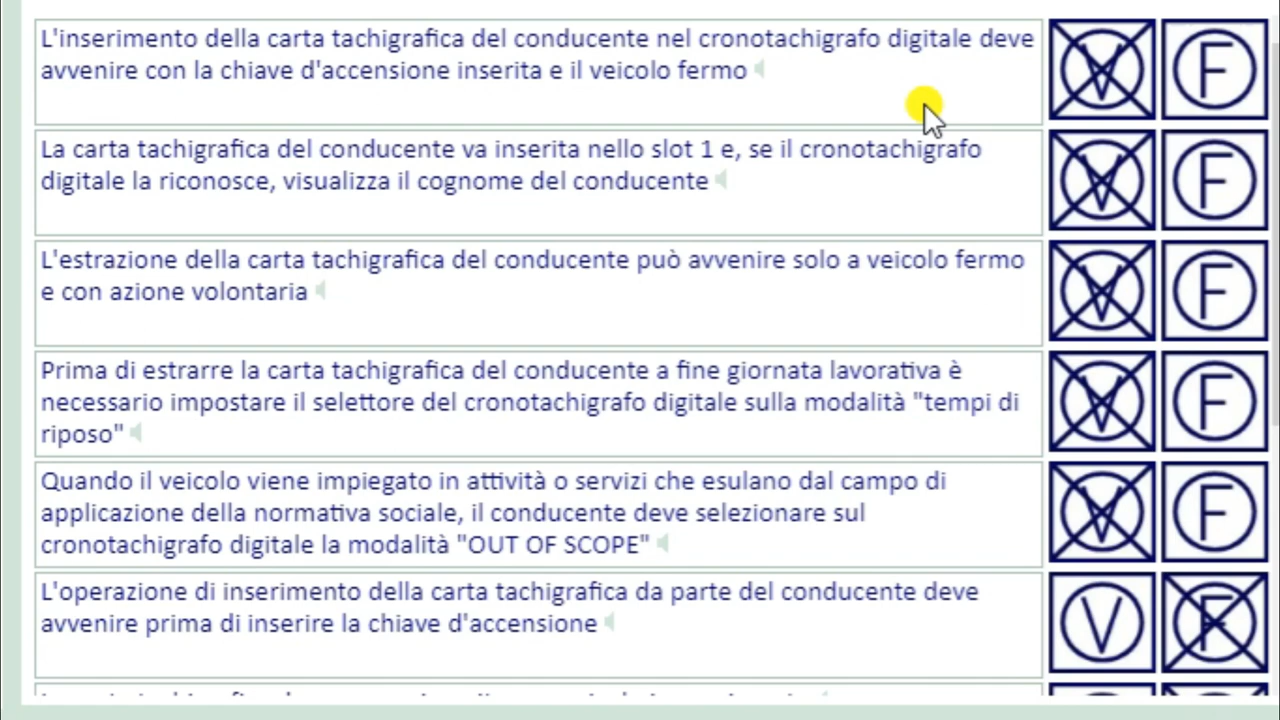 L'inserimento della carta tachigrafica del conducente nel cronotachigrafo digitale deve
avvenire con la chiave d'accensione inserita e il veicolo fermo
V F
La carta tachigrafica del conducente va inserita nello slot 1 e, se il cronotachigrafo
digitale la riconosce, visualizza il cognome del conducente
V F
L'estrazione della carta tachigrafica del conducente può avvenire solo a veicolo fermo
e con azione volontaria
V F
Prima di estrarre la carta tachigrafica del conducente a fine giornata lavorativa è
necessario impostare il selettore del cronotachigrafo digitale sulla modalità "tempi di
riposo"
V F
Quando il veicolo viene impiegato in attività o servizi che esulano dal campo di
applicazione della normativa sociale, il conducente deve selezionare sul
cronotachigrafo digitale la modalità "OUT OF SCOPE"
V F
L'operazione di inserimento della carta tachigrafica da parte del conducente deve
avvenire prima di inserire la chiave d'accensione
V F